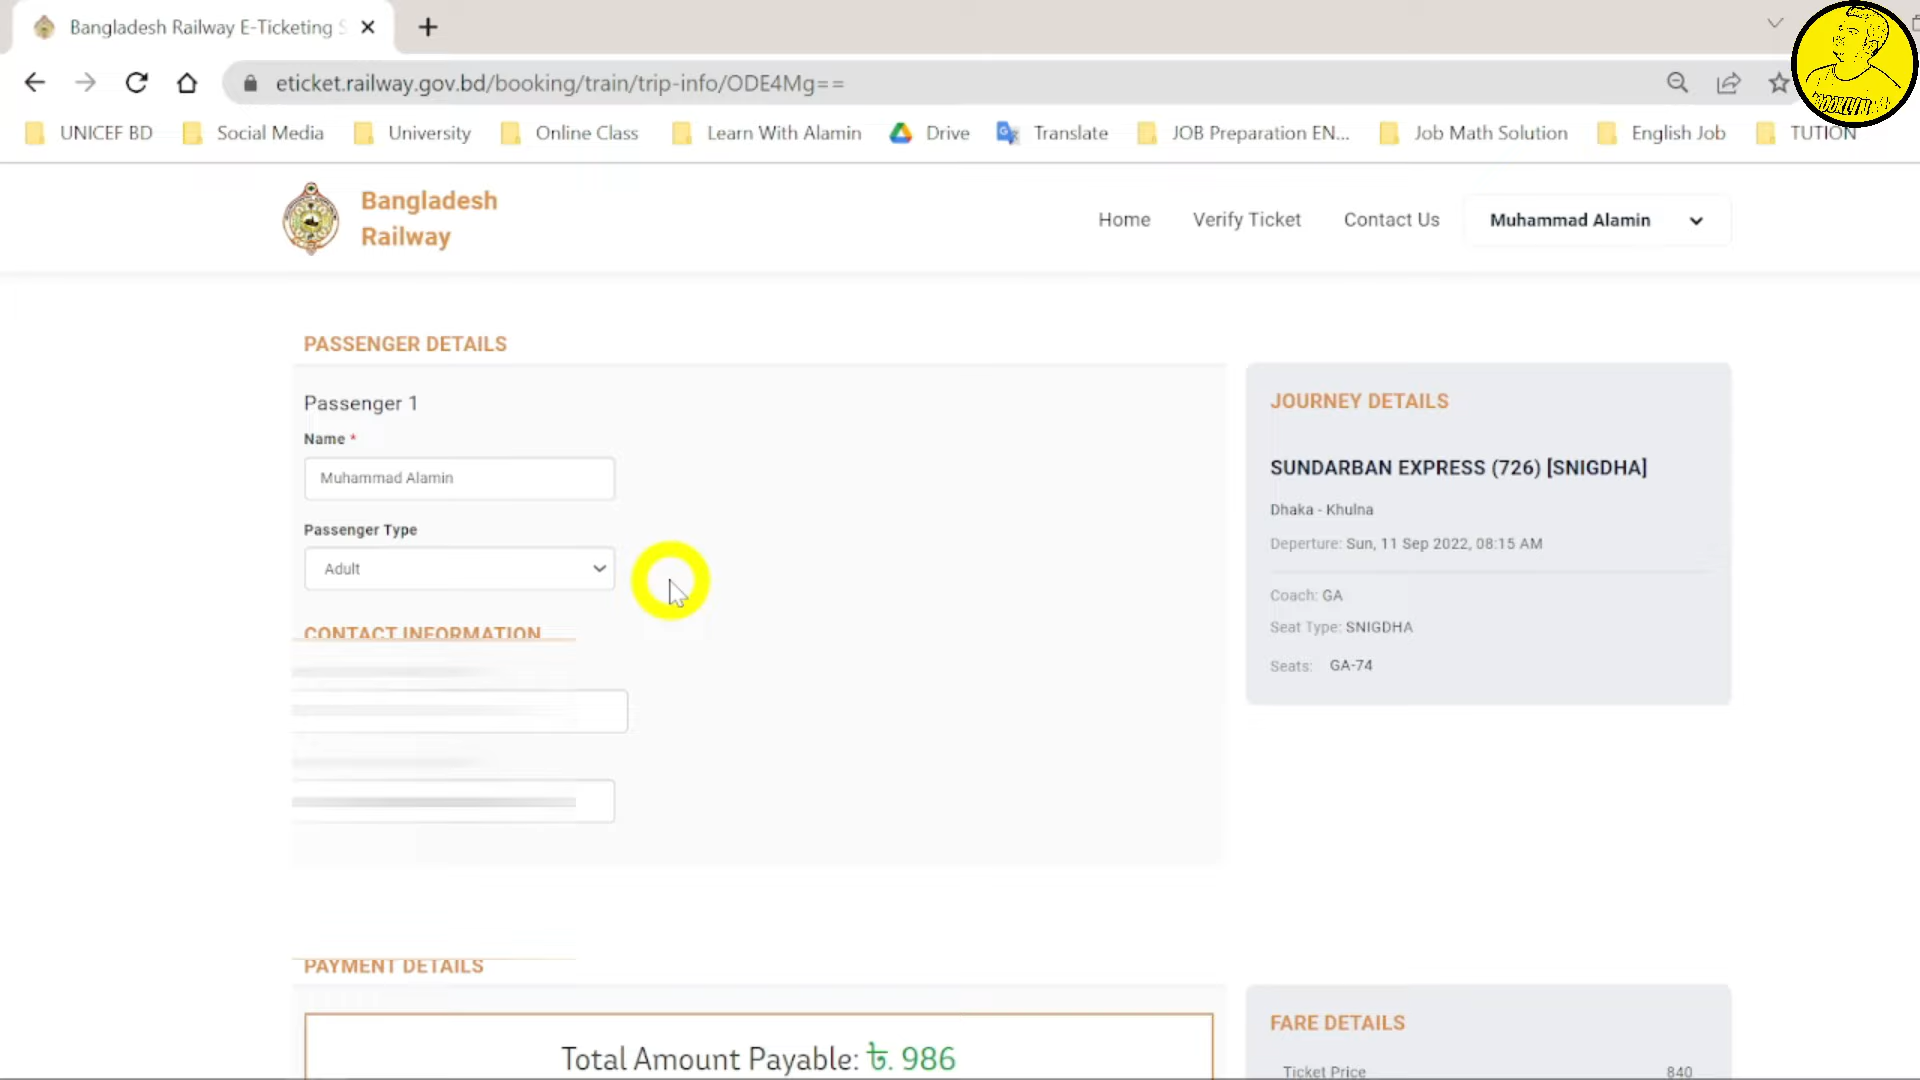 Bangladesh Railway E-Ticketing S
eticket.railway.gov.bd/booking/train/trip-info/ODE4Mg==
UNICEF BD Social Media University Online Class Learn With Alamin Drive Translate JOB Preparation EN... Job Math Solution English Job TUTION
Bangladesh
Railway
Home Verify Ticket Contact Us Muhammad Alamin
PASSENGER DETAILS
Passenger 1
Name *
Muhammad Alamin
Passenger Type
Adult
CONTACT INFORMATION
JOURNEY DETAILS
SUNDARBAN EXPRESS (726) [SNIGDHA]
Dhaka - Khulna
Deperture: Sun, 11 Sep 2022, 08:15 AM
Coach: GA
Seat Type: SNIGDHA
Seats: GA-74
PAYMENT DETAILS
Total Amount Payable: ৳. 986
FARE DETAILS
Ticket Price 840